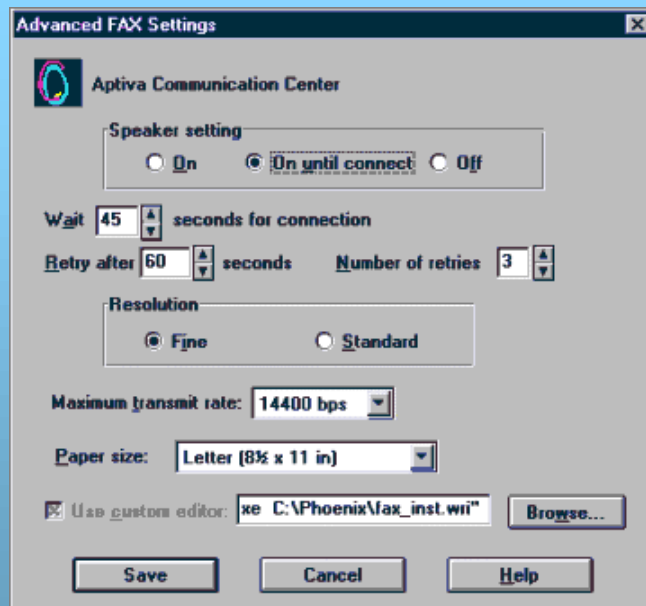 Advanced FAX Settings
Aptiva Communication Center
Speaker setting
On On until connect Off
Wait 45 seconds for connection
Retry after 60 seconds Number of retries 3
Resolution
Fine Standard
Maximum transmit rate: 14400 bps
Paper size: Letter (8½ x 11 in)
Use custom editor: xe C:\Phoenix\fax_inst.wri" Browse...
Save Cancel Help